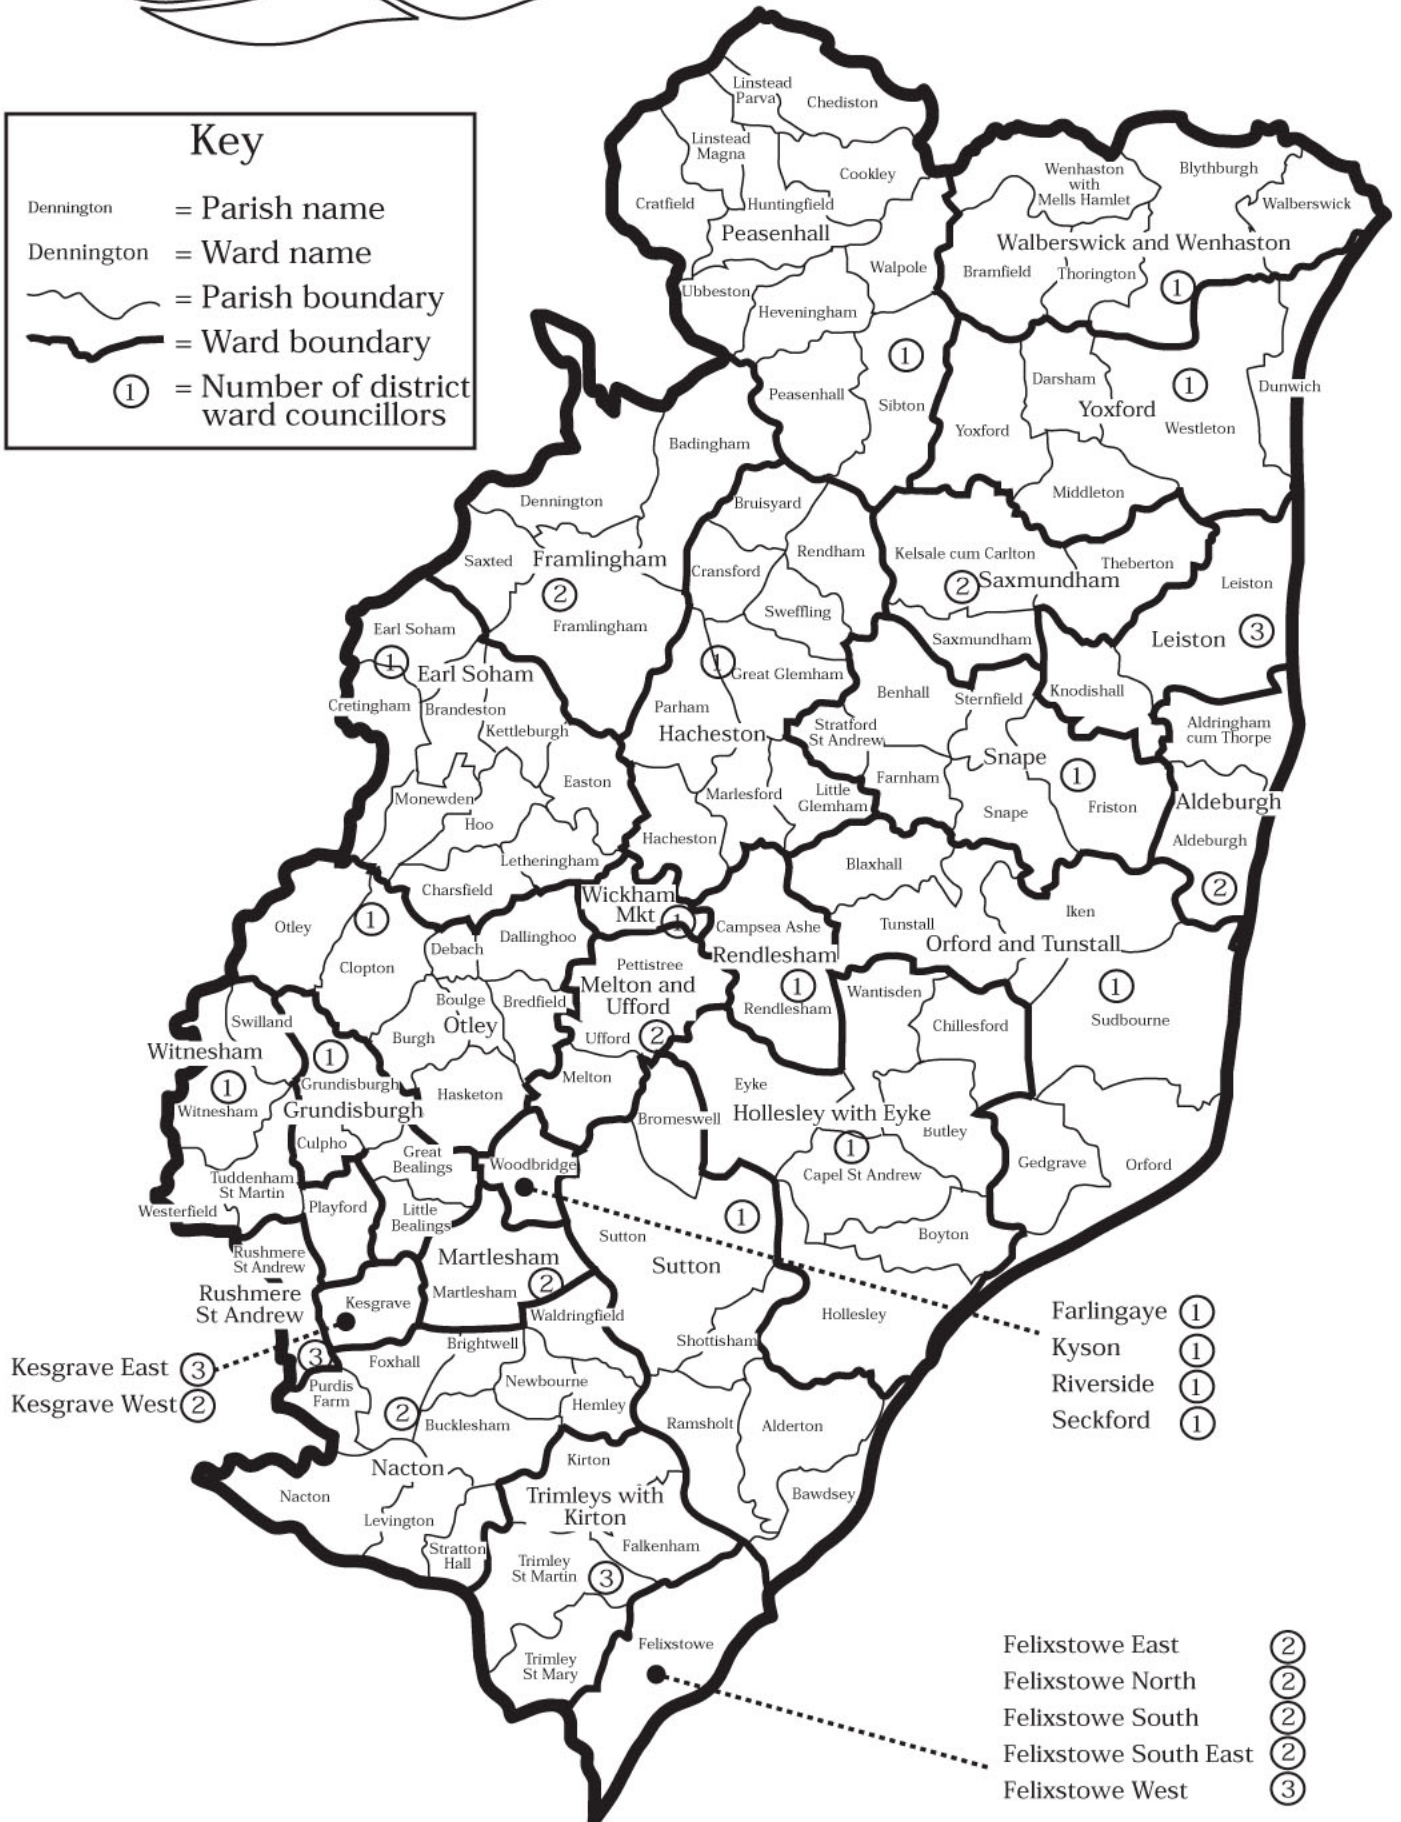 Key
Dennington = Parish name
Dennington = Ward name
= Parish boundary
= Ward boundary
① = Number of district
ward councillors
Linstead
Parva
Chediston
Linstead
Magna
Cookley
Cratfield
Huntingfield
Peasenhall
Walpole
Ubbeston
Heveningham
①
Peasenhall
Sibton
Wenhaston
with
Mells Hamlet
Blythburgh
Walberswick
Walberswick and Wenhaston
Bramfield
Thorington
①
Darsham
①
Dunwich
Yoxford
Yoxford
Westleton
Middleton
Badingham
Dennington
Saxted
Framlingham
②
Framlingham
Bruisyard
Rendham
Cransford
Sweffling
①
Great Glemham
Parham
Hacheston
Marlesford
Little
Glemham
Hacheston
Kelsale cum Carlton
Theberton
②
Saxmundham
Saxmundham
Leiston
Leiston
③
Knodishall
Aldringham
cum Thorpe
Aldeburgh
Aldeburgh
②
Benhall
Sternfield
Stratford
St Andrew
Snape
①
Farnham
Snape
Friston
Earl Soham
①
Earl Soham
Cretingham
Brandeston
Kettleburgh
Easton
Monewden
Hoo
Letheringham
Charsfield
Blaxhall
Iken
Tunstall
Orford and Tunstall
①
Sudbourne
Gedgrave
Orford
Wickham
Mkt
①
Campsea Ashe
Rendlesham
①
Rendlesham
Otley
①
Clopton
Debach
Dallinghoo
Boulge
Bredfield
Otley
Burgh
Hasketon
Pettistree
Melton and
Ufford
Ufford
②
Melton
Wantisden
Chillesford
Eyke
Hollesley with Eyke
Butley
①
Capel St Andrew
Boyton
Hollesley
Swilland
Witnesham
①
Witnesham
Tuddenham
St Martin
Westerfield
①
Grundisburgh
Grundisburgh
Culpho
Great
Bealings
Little
Bealings
Playford
Woodbridge
Bromeswell
①
Sutton
Sutton
Shottisham
Ramsholt
Alderton
Bawdsey
Rushmere
St Andrew
Rushmere
St Andrew
③
Martlesham
②
Martlesham
Kesgrave
Waldringfield
Brightwell
Foxhall
Newbourne
Purdis
Farm
②
Hemley
Bucklesham
Nacton
Nacton
Levington
Stratton
Hall
Kirton
Trimleys with
Kirton
Falkenham
Trimley
St Martin
③
Trimley
St Mary
Felixstowe
Kesgrave East ③
Kesgrave West ②
Farlingaye ①
Kyson ①
Riverside ①
Seckford ①
Felixstowe East ②
Felixstowe North ②
Felixstowe South ②
Felixstowe South East ②
Felixstowe West ③